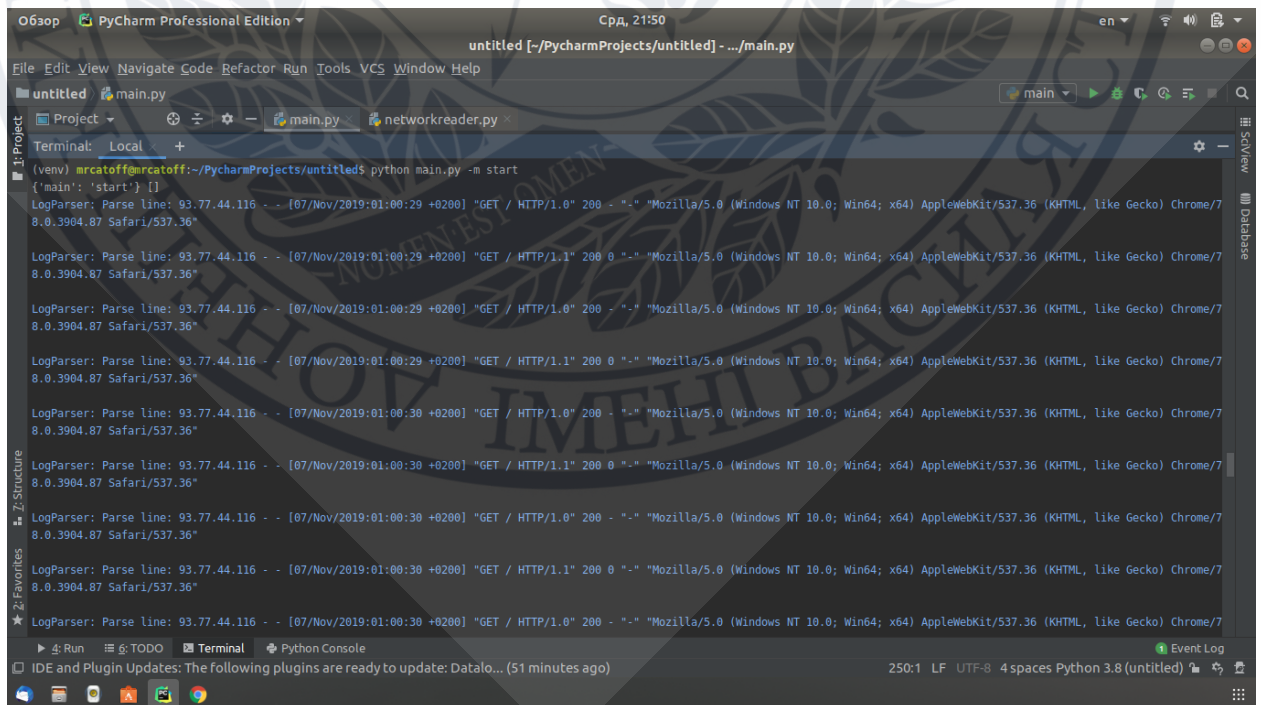 Обзор PyCharm Professional Edition Срд, 21:50 en
untitled [~/PycharmProjects/untitled] - .../main.py
File Edit View Navigate Code Refactor Run Tools VCS Window Help
untitled main.py main
Project main.py networkreader.py
1: Project
SciView
Database
Terminal: Local +
(venv) mrcatoff@mrcatoff:~/PycharmProjects/untitled$ python main.py -m start
{'main': 'start'} []
LogParser: Parse line: 93.77.44.116 - - [07/Nov/2019:01:00:29 +0200] "GET / HTTP/1.0" 200 - "-" "Mozilla/5.0 (Windows NT 10.0; Win64; x64) AppleWebKit/537.36 (KHTML, like Gecko) Chrome/7
8.0.3904.87 Safari/537.36"
LogParser: Parse line: 93.77.44.116 - - [07/Nov/2019:01:00:29 +0200] "GET / HTTP/1.1" 200 0 "-" "Mozilla/5.0 (Windows NT 10.0; Win64; x64) AppleWebKit/537.36 (KHTML, like Gecko) Chrome/7
8.0.3904.87 Safari/537.36"
LogParser: Parse line: 93.77.44.116 - - [07/Nov/2019:01:00:29 +0200] "GET / HTTP/1.0" 200 - "-" "Mozilla/5.0 (Windows NT 10.0; Win64; x64) AppleWebKit/537.36 (KHTML, like Gecko) Chrome/7
8.0.3904.87 Safari/537.36"
LogParser: Parse line: 93.77.44.116 - - [07/Nov/2019:01:00:29 +0200] "GET / HTTP/1.1" 200 0 "-" "Mozilla/5.0 (Windows NT 10.0; Win64; x64) AppleWebKit/537.36 (KHTML, like Gecko) Chrome/7
8.0.3904.87 Safari/537.36"
LogParser: Parse line: 93.77.44.116 - - [07/Nov/2019:01:00:30 +0200] "GET / HTTP/1.0" 200 - "-" "Mozilla/5.0 (Windows NT 10.0; Win64; x64) AppleWebKit/537.36 (KHTML, like Gecko) Chrome/7
8.0.3904.87 Safari/537.36"
LogParser: Parse line: 93.77.44.116 - - [07/Nov/2019:01:00:30 +0200] "GET / HTTP/1.1" 200 0 "-" "Mozilla/5.0 (Windows NT 10.0; Win64; x64) AppleWebKit/537.36 (KHTML, like Gecko) Chrome/7
8.0.3904.87 Safari/537.36"
LogParser: Parse line: 93.77.44.116 - - [07/Nov/2019:01:00:30 +0200] "GET / HTTP/1.0" 200 - "-" "Mozilla/5.0 (Windows NT 10.0; Win64; x64) AppleWebKit/537.36 (KHTML, like Gecko) Chrome/7
8.0.3904.87 Safari/537.36"
LogParser: Parse line: 93.77.44.116 - - [07/Nov/2019:01:00:30 +0200] "GET / HTTP/1.1" 200 0 "-" "Mozilla/5.0 (Windows NT 10.0; Win64; x64) AppleWebKit/537.36 (KHTML, like Gecko) Chrome/7
8.0.3904.87 Safari/537.36"
LogParser: Parse line: 93.77.44.116 - - [07/Nov/2019:01:00:30 +0200] "GET / HTTP/1.0" 200 - "-" "Mozilla/5.0 (Windows NT 10.0; Win64; x64) AppleWebKit/537.36 (KHTML, like Gecko) Chrome/7
NOMEN EST OMEN
ІМЕНІ ВАСИЛЯ
Z: Structure
2: Favorites
4: Run 6: TODO Terminal Python Console 1 Event Log
IDE and Plugin Updates: The following plugins are ready to update: Datalo... (51 minutes ago) 250:1 LF UTF-8 4 spaces Python 3.8 (untitled)